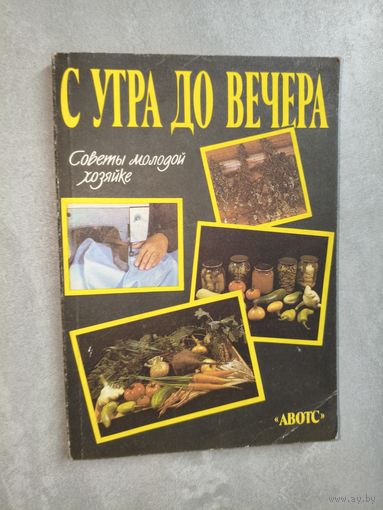 С УТРА ДО ВЕЧЕРА
Советы молодой
хозяйке
«АВОТС»
www.ay.by